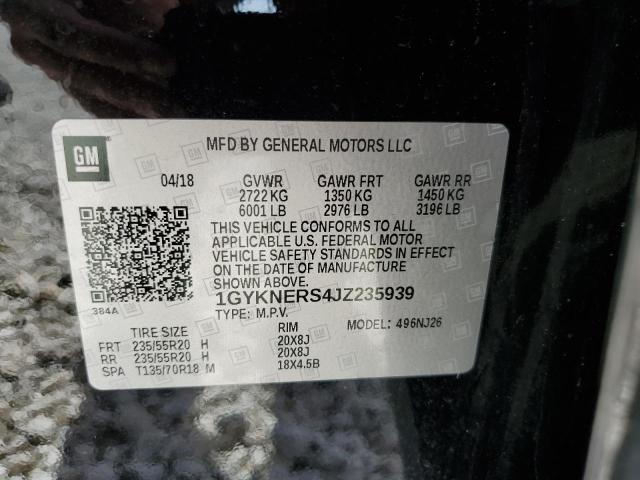 GM
MFD BY GENERAL MOTORS LLC
04/18 GVWR GAWR FRT GAWR RR
2722 KG 1350 KG 1450 KG
6001 LB 2976 LB 3196 LB
THIS VEHICLE CONFORMS TO ALL
APPLICABLE U.S. FEDERAL MOTOR
VEHICLE SAFETY STANDARDS IN EFFECT
ON THE DATE OF MANUFACTURE
SHOWN ABOVE.
1GYKNERS4JZ235939
384A
TYPE: M.P.V.
TIRE SIZE RIM MODEL: 496NJ26
FRT 235/55R20 H 20X8J
RR 235/55R20 H 20X8J
SPA T135/70R18 M 18X4.5B